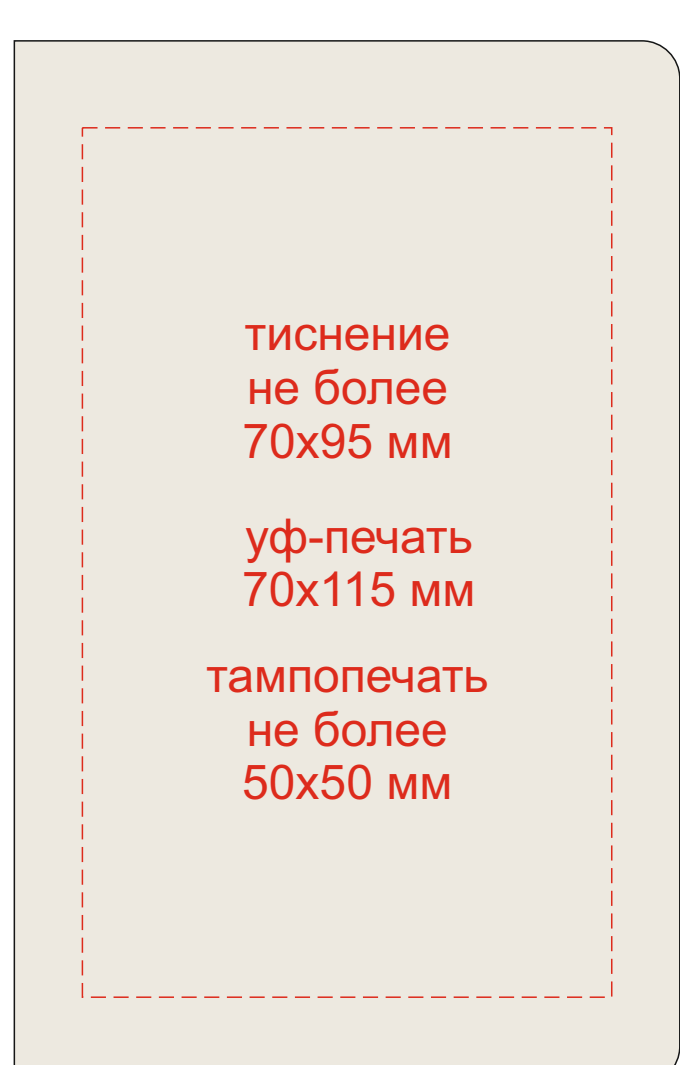 тиснение
не более
70х95 мм
уф-печать
70х115 мм
тампопечать
не более
50х50 мм